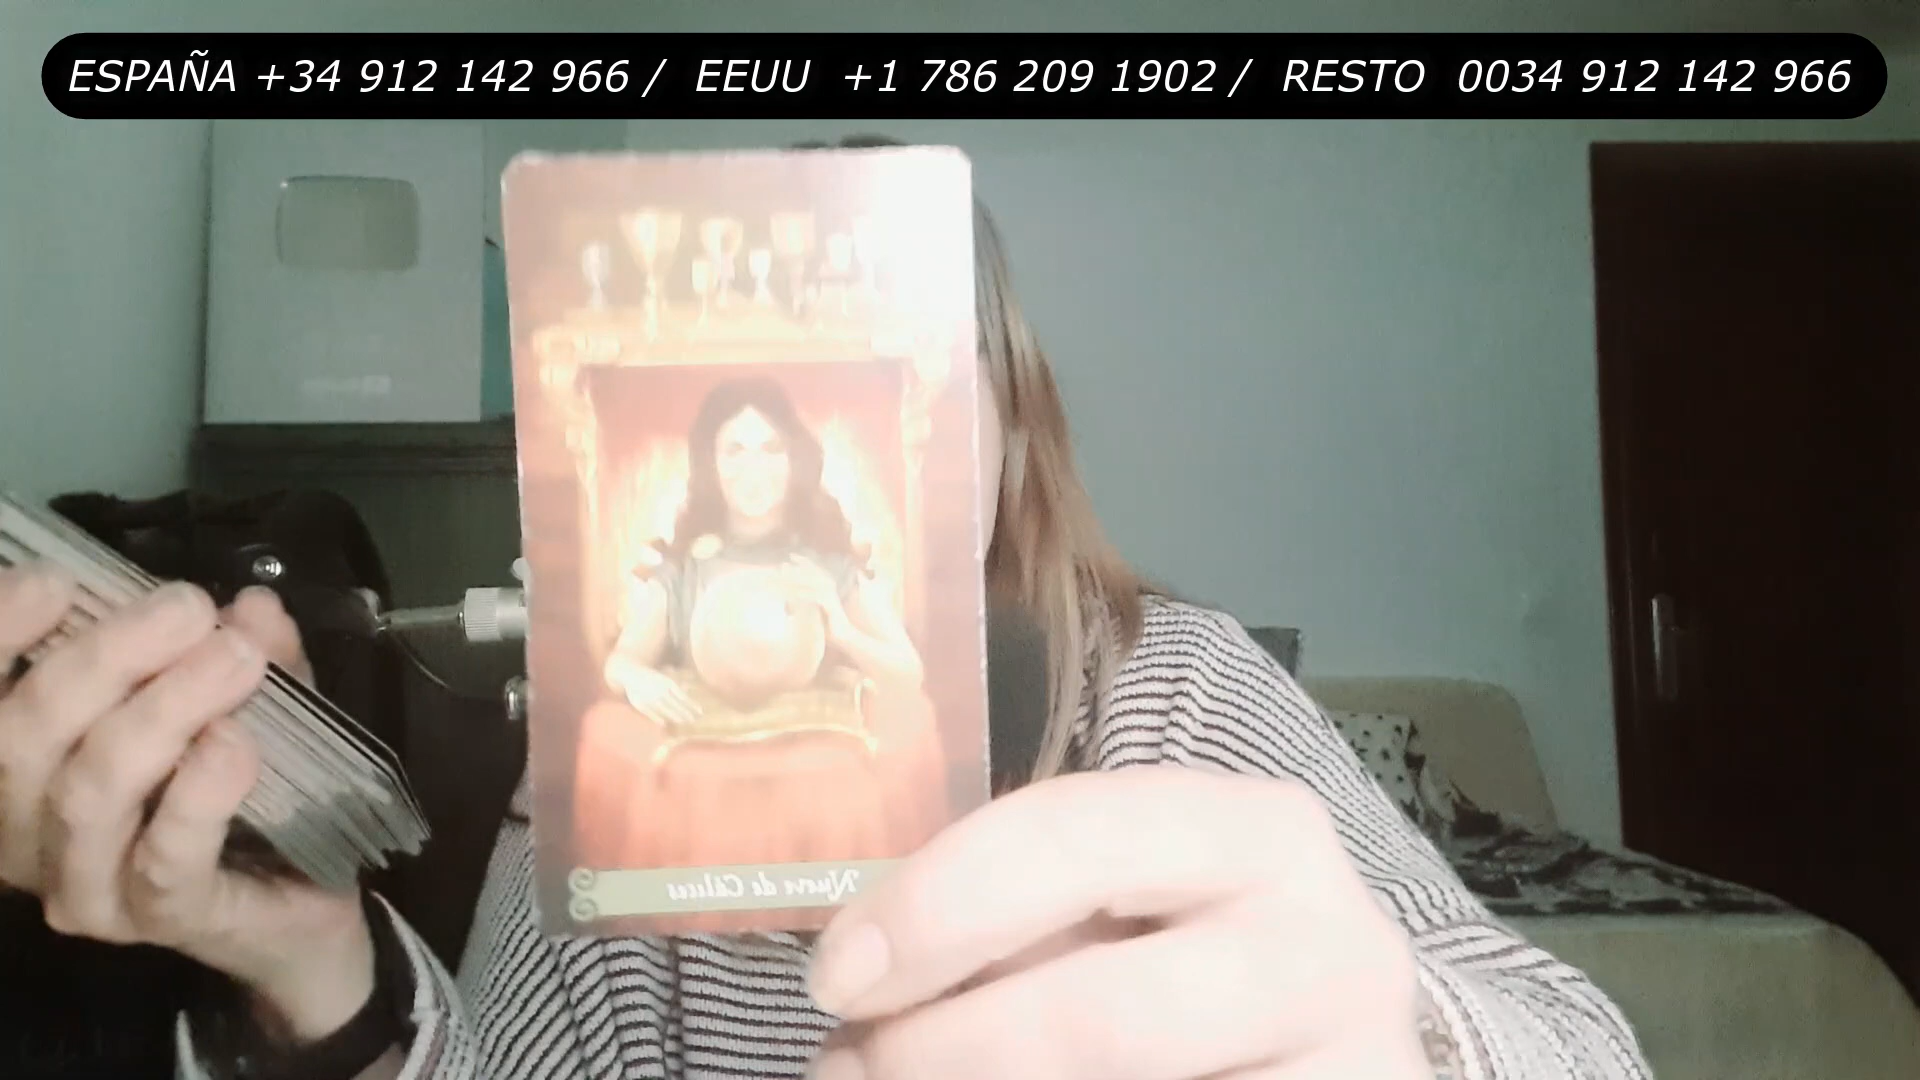 ESPAÑA +34 912 142 966 / EEUU +1 786 209 1902 / RESTO 0034 912 142 966
Nueve de Cálices